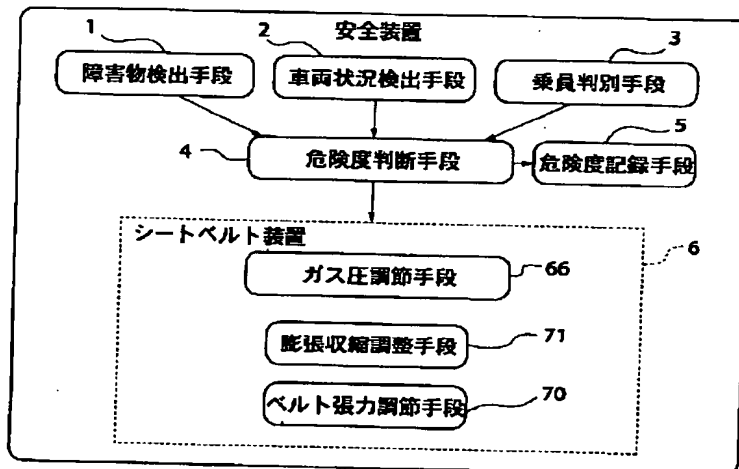 安全装置
1
2
3
障害物検出手段
車両状況検出手段
乗員判別手段
4
5
危険度判断手段
危険度記録手段
シートベルト装置
6
ガス圧調節手段
66
膨張収縮調整手段
71
ベルト張力調節手段
70